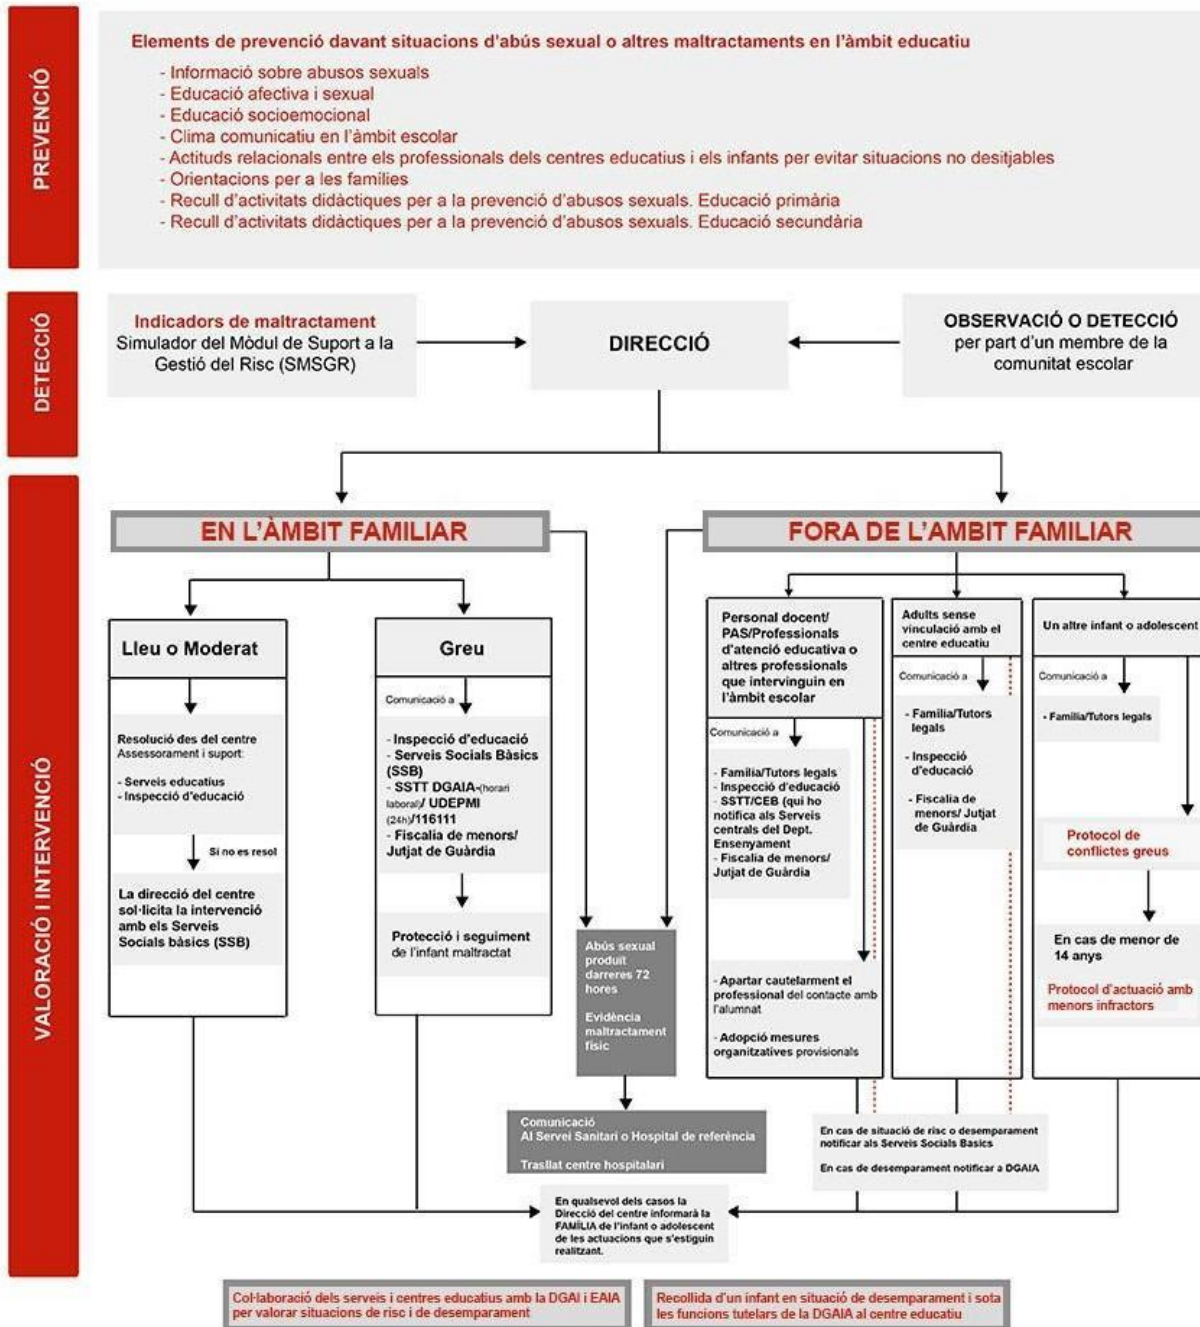 PREVENCIÓ
Elements de prevenció davant situacions d'abús sexual o altres maltractaments en l'àmbit educatiu
- Informació sobre abusos sexuals
- Educació afectiva i sexual
- Educació socioemocional
- Clima comunicatiu en l'àmbit escolar
- Actituds relacionals entre els professionals dels centres educatius i els infants per evitar situacions no desitjables
- Orientacions per a les famílies
- Recull d'activitats didàctiques per a la prevenció d'abusos sexuals. Educació primària
- Recull d'activitats didàctiques per a la prevenció d'abusos sexuals. Educació secundària
DETECCIÓ
Indicadors de maltractament
Simulador del Mòdul de Suport a la
Gestió del Risc (SMSGR)
DIRECCIÓ
OBSERVACIÓ O DETECCIÓ
per part d'un membre de la
comunitat escolar
VALORACIÓ I INTERVENCIÓ
EN L'ÀMBIT FAMILIAR
Lleu o Moderat
Resolució des del centre
Assessorament i suport:
- Serveis educatius
- Inspecció d'educació
Si no es resol
La direcció del centre
sol·licita la intervenció
amb els Serveis
Socials bàsics (SSB)
Greu
Comunicació a
- Inspecció d'educació
- Serveis Socials Bàsics
(SSB)
- SSTT DGAIA-(horari
laboral)/ UDEPMI
(24h)/116111
- Fiscalia de menors/
Jutjat de Guàrdia
Protecció i seguiment
de l'infant maltractat
Abús sexual
produït
darreres 72
hores
Evidència
maltractament
físic
Comunicació
Al Servei Sanitari o Hospital de referència
Trasllat centre hospitalari
FORA DE L'AMBIT FAMILIAR
Personal docent/
PAS/Professionals
d'atenció educativa o
altres professionals
que intervinguin en
l'àmbit escolar
Comunicació a
- Família/Tutors legals
- Inspecció d'educació
- SSTT/CEB (qui ho
notifica als Serveis
centrals del Dept.
Ensenyament
- Fiscalia de menors/
Jutjat de Guàrdia
- Apartar cautelarment el
professional del contacte amb
l'alumnat
- Adopció mesures
organitzatives provisionals
Adults sense
vinculació amb el
centre educatiu
Comunicació a
- Família/Tutors
legals
- Inspecció
d'educació
- Fiscalia de
menors/ Jutjat
de Guàrdia
Un altre infant o adolescent
Comunicació a
- Família/Tutors legals
Protocol de
conflictes greus
En cas de menor de
14 anys
Protocol d'actuació amb
menors infractors
En cas de situació de risc o desemparament
notificar als Serveis Socials Basics
En cas de desemparament notificar a DGAIA
En qualsevol dels casos la
Direcció del centre informarà la
FAMÍLIA de l'infant o adolescent
de les actuacions que s'estiguin
realitzant.
Col·laboració dels serveis i centres educatius amb la DGAI i EAIA
per valorar situacions de risc i de desemparament
Recollida d'un infant en situació de desemparament i sota
les funcions tutelars de la DGAIA al centre educatiu